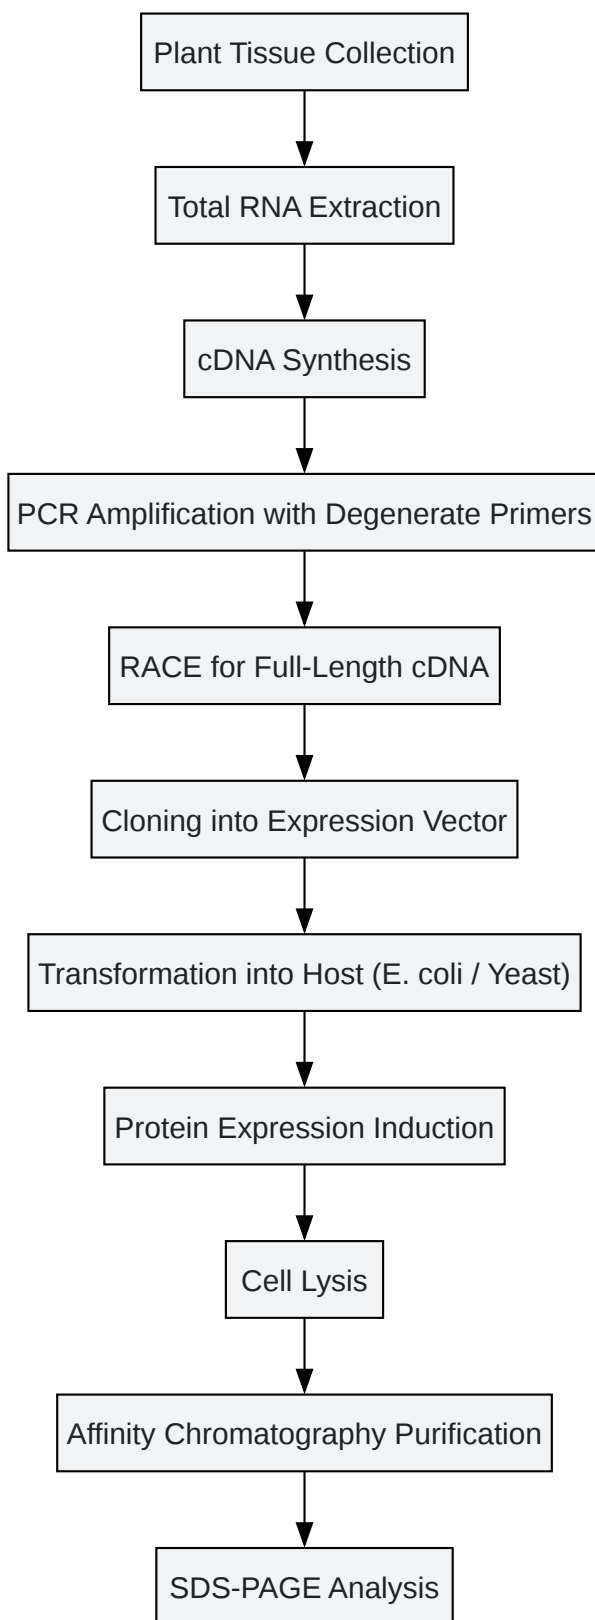 Plant Tissue Collection
Total RNA Extraction
cDNA Synthesis
PCR Amplification with Degenerate Primers
RACE for Full-Length cDNA
Cloning into Expression Vector
Transformation into Host (E. coli / Yeast)
Protein Expression Induction
Cell Lysis
Affinity Chromatography Purification
SDS-PAGE Analysis